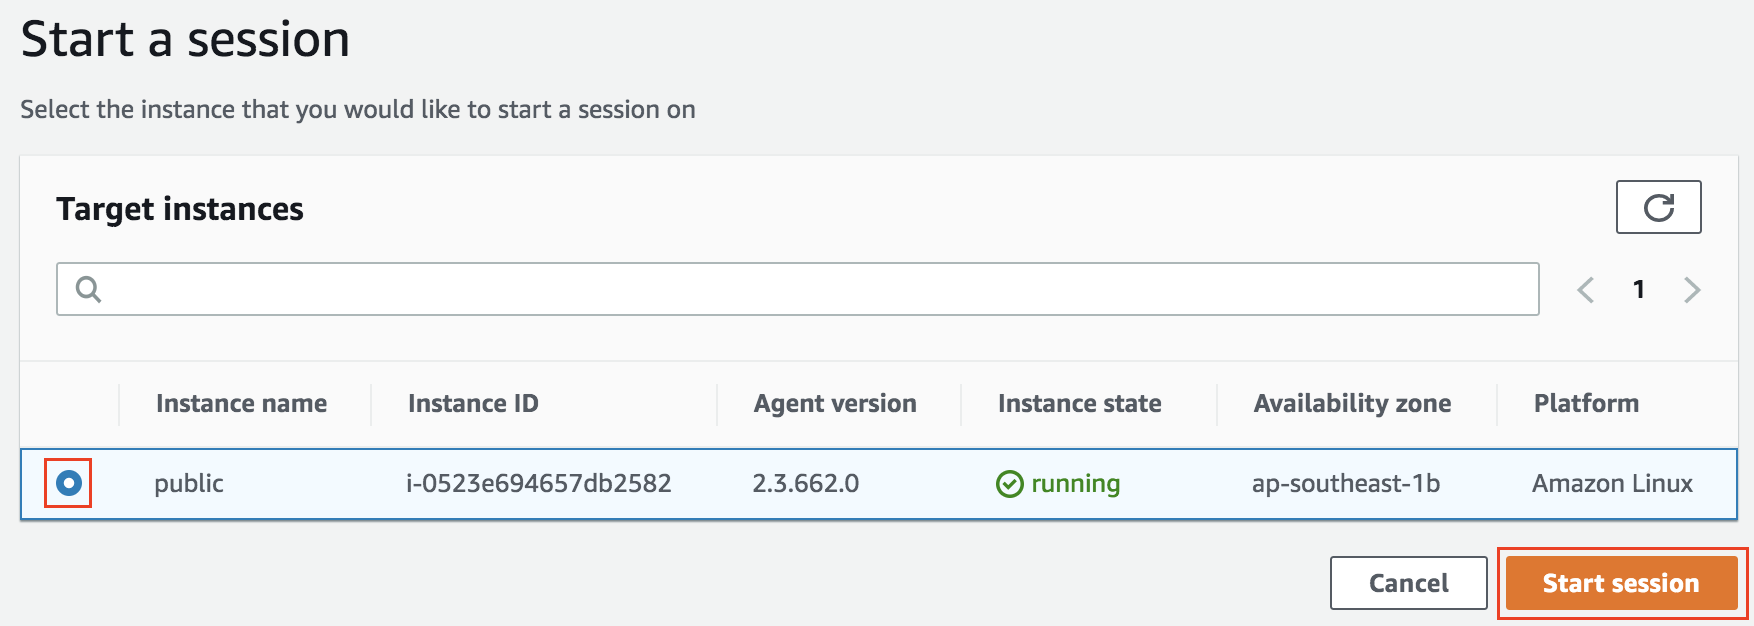 Start a session
Select the instance that you would like to start a session on
Target instances
1
Instance name Instance ID Agent version Instance state Availability zone Platform
public i-0523e694657db2582 2.3.662.0 running ap-southeast-1b Amazon Linux
Cancel Start session